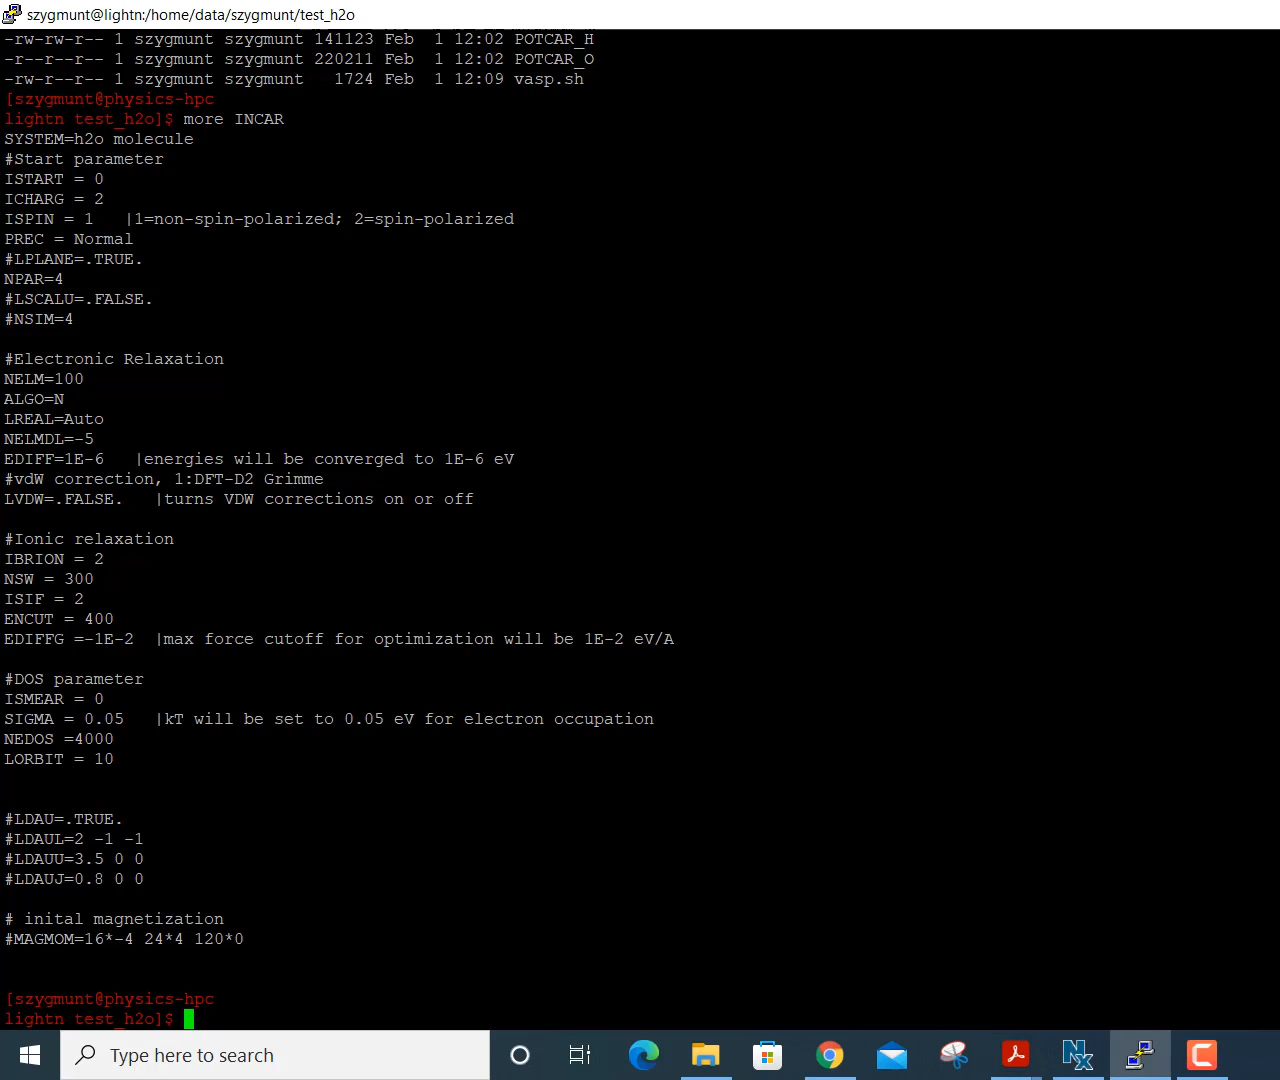 szygmunt@lightn:/home/data/szygmunt/test_h2o
-rw-rw-r-- 1 szygmunt szygmunt 141123 Feb  1 12:02 POTCAR_H
-r--r--r-- 1 szygmunt szygmunt 220211 Feb  1 12:02 POTCAR_O
-rw-r--r-- 1 szygmunt szygmunt   1724 Feb  1 12:09 vasp.sh
[szygmunt@physics-hpc
lightn test_h2o]$ more INCAR
SYSTEM=h2o molecule
#Start parameter
ISTART = 0
ICHARG = 2
ISPIN = 1   |1=non-spin-polarized; 2=spin-polarized
PREC = Normal
#LPLANE=.TRUE.
NPAR=4
#LSCALU=.FALSE.
#NSIM=4
#Electronic Relaxation
NELM=100
ALGO=N
LREAL=Auto
NELMDL=-5
EDIFF=1E-6   |energies will be converged to 1E-6 eV
#vdW correction, 1:DFT-D2 Grimme
LVDW=.FALSE.   |turns VDW corrections on or off
#Ionic relaxation
IBRION = 2
NSW = 300
ISIF = 2
ENCUT = 400
EDIFFG =-1E-2  |max force cutoff for optimization will be 1E-2 eV/A
#DOS parameter
ISMEAR = 0
SIGMA = 0.05   |kT will be set to 0.05 eV for electron occupation
NEDOS =4000
LORBIT = 10
#LDAU=.TRUE.
#LDAUL=2 -1 -1
#LDAUU=3.5 0 0
#LDAUJ=0.8 0 0
# inital magnetization
#MAGMOM=16*-4 24*4 120*0
[szygmunt@physics-hpc
lightn test_h2o]$
Type here to search